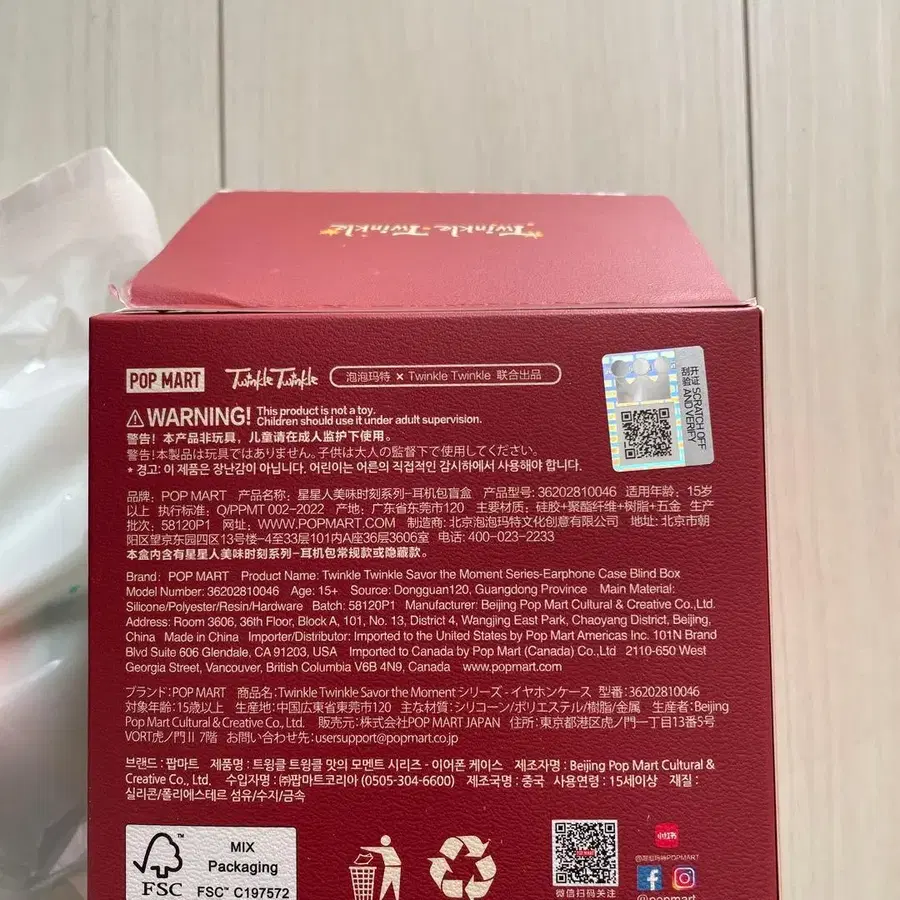 Twinkle Twinkle
POP MART Twinkle Twinkle 泡泡玛特 × Twinkle Twinkle 联合出品
WARNING! This product is not a toy.
Children should use it under adult supervision.
警告! 本产品非玩具，儿童请在成人监护下使用。
警告!本製品は玩具ではありません。子供は大人の監督下で使用してください。
* 경고: 이 제품은 장난감이 아닙니다. 어린이는 어른의 직접적인 감시하에서 사용해야 합니다.
开证 SCRATCH OFF
刮验 AND VERIFY
品牌: POP MART 产品名称: 星星人美味时刻系列-耳机包盲盒 产品型号: 36202810046 适用年龄: 15岁
以上 执行标准: Q/PPMT 002-2022 产地: 广东省东莞市120 主要材质: 硅胶+聚酯纤维+树脂+五金 生产
批次: 58120P1 网址: WWW.POPMART.COM 制造商: 北京泡泡玛特文化创意有限公司 地址: 北京市朝
阳区望京东园四区13号楼-4至33层101内A座36层3606室 电话: 400-023-2233
本盒内含有星星人美味时刻系列-耳机包常规款或隐藏款。
Brand: POP MART Product Name: Twinkle Twinkle Savor the Moment Series-Earphone Case Blind Box
Model Number: 36202810046 Age: 15+ Source: Dongguan120, Guangdong Province Main Material:
Silicone/Polyester/Resin/Hardware Batch: 58120P1 Manufacturer: Beijing Pop Mart Cultural & Creative Co.,Ltd.
Address: Room 3606, 36th Floor, Block A, 101, No. 13, District 4, Wangjing East Park, Chaoyang District, Beijing,
China Made in China Importer/Distributor: Imported to the United States by Pop Mart Americas Inc. 101N Brand
Blvd Suite 606 Glendale, CA 91203, USA Imported to Canada by Pop Mart (Canada) Co.,Ltd 2110-650 West
Georgia Street, Vancouver, British Columbia V6B 4N9, Canada www.popmart.com
ブランド:POP MART 商品名:Twinkle Twinkle Savor the Moment シリーズ - イヤホンケース 型番:36202810046
対象年齢:15歳以上 生産地:中国広東省東莞市120 主な材質:シリコーン/ポリエステル/樹脂/金属 生産者:Beijing
Pop Mart Cultural & Creative Co., Ltd. 販売元:株式会社POP MART JAPAN 住所:東京都港区虎ノ門一丁目13番5号
VORT虎ノ門Ⅱ 7階 お問い合わせ先:usersupport@popmart.co.jp
브랜드 : 팝마트 제품명 : 트윙클 트윙클 맛의 모멘트 시리즈 - 이어폰 케이스 제조자명 : Beijing Pop Mart Cultural &
Creative Co., Ltd. 수입자명 : ㈜팝마트코리아 (0505-304-6600) 제조국명 : 중국 사용연령 : 15세이상 재질 :
실리콘/폴리에스테르 섬유/수지/금속
FSC™
MIX
Packaging
FSC™ C197572
POP MART
微信扫码关注
小红书
@泡泡玛特POPMART
@popmart